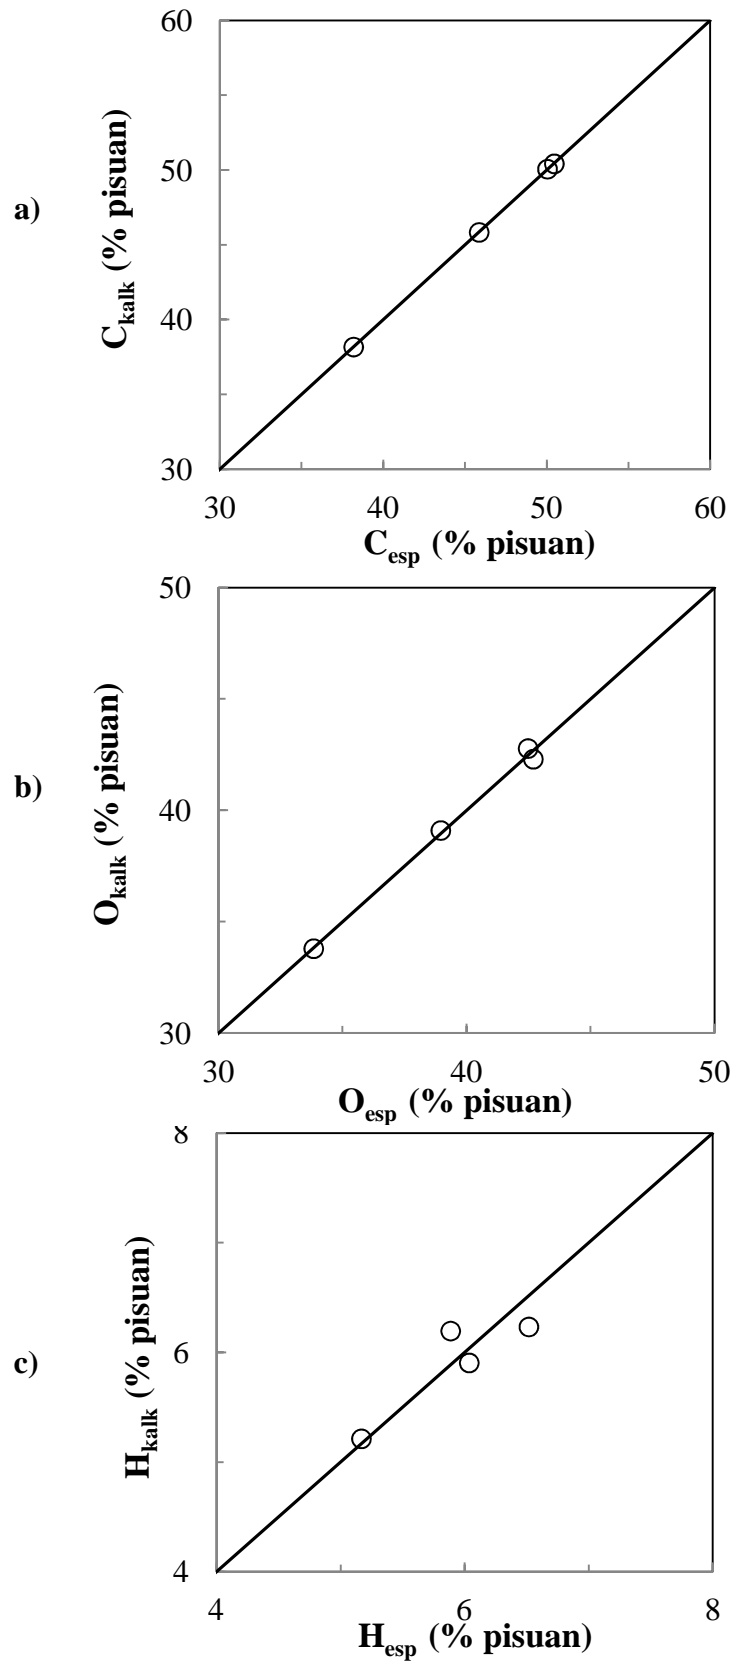 a)
C_kalk (% pisuan)
60
50
40
30
30 40 50 60
C_esp (% pisuan)
b)
O_kalk (% pisuan)
50
40
30
30 40 50
O_esp (% pisuan)
c)
H_kalk (% pisuan)
8
6
4
4 6 8
H_esp (% pisuan)